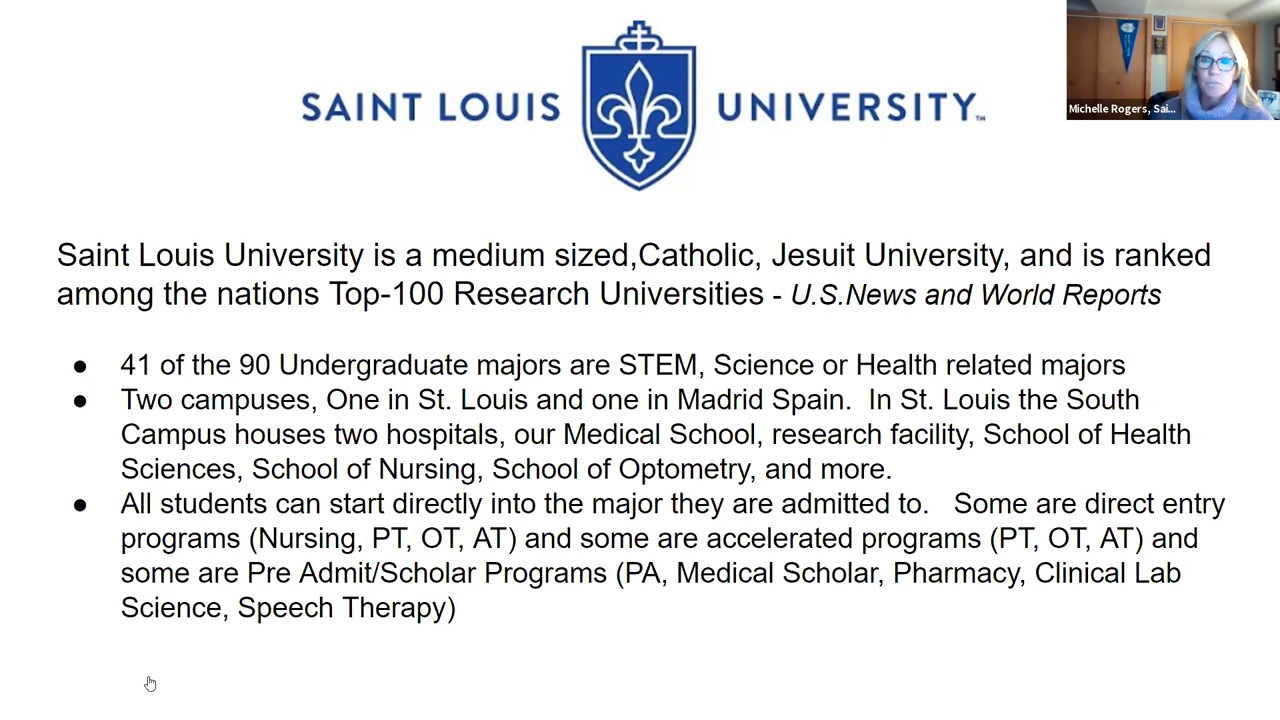 SAINT LOUIS UNIVERSITY™
Michelle Rogers, Sai...
Saint Louis University is a medium sized,Catholic, Jesuit University, and is ranked
among the nations Top-100 Research Universities - U.S.News and World Reports
● 41 of the 90 Undergraduate majors are STEM, Science or Health related majors
● Two campuses, One in St. Louis and one in Madrid Spain.  In St. Louis the South
Campus houses two hospitals, our Medical School, research facility, School of Health
Sciences, School of Nursing, School of Optometry, and more.
● All students can start directly into the major they are admitted to.   Some are direct entry
programs (Nursing, PT, OT, AT) and some are accelerated programs (PT, OT, AT) and
some are Pre Admit/Scholar Programs (PA, Medical Scholar, Pharmacy, Clinical Lab
Science, Speech Therapy)